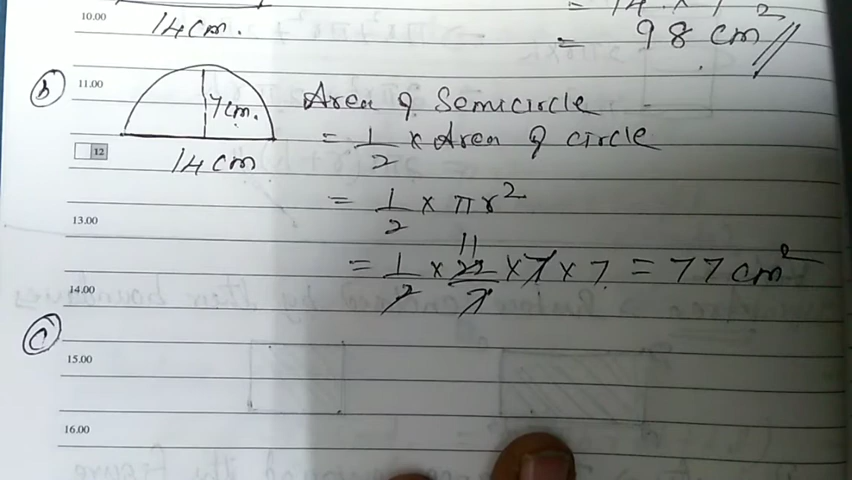 10.00
14cm.
= 98 cm²//
(b) 11.00 7cm. Area of Semicircle
12 14cm = 1/2 × Area of circle
= 1/2 × πr²
13.00
11
= 1/2 × 22/7 × 7 × 7 = 77 cm²
14.00
(c)
15.00
16.00